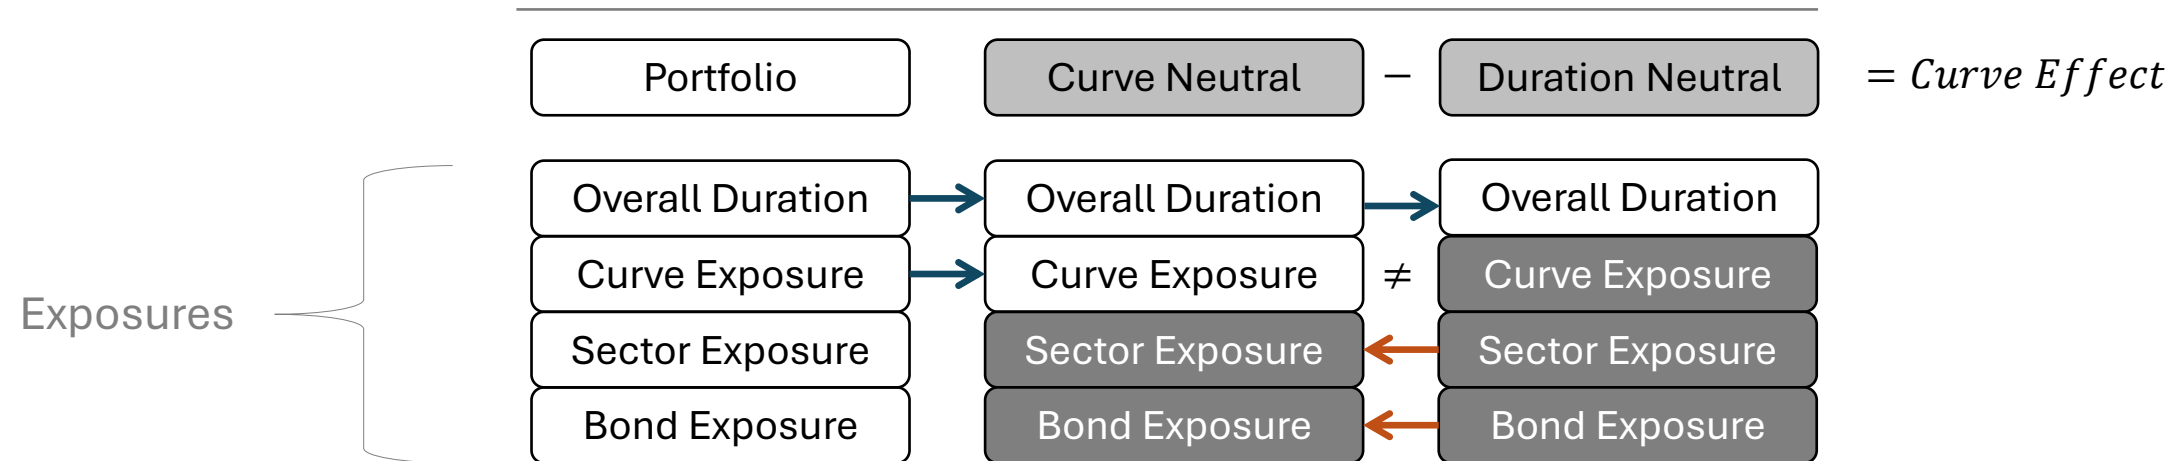 Portfolio Curve Neutral − Duration Neutral = Curve Effect
Overall Duration Overall Duration Overall Duration
Curve Exposure Curve Exposure ≠ Curve Exposure
Exposures
Sector Exposure Sector Exposure Sector Exposure
Bond Exposure Bond Exposure Bond Exposure